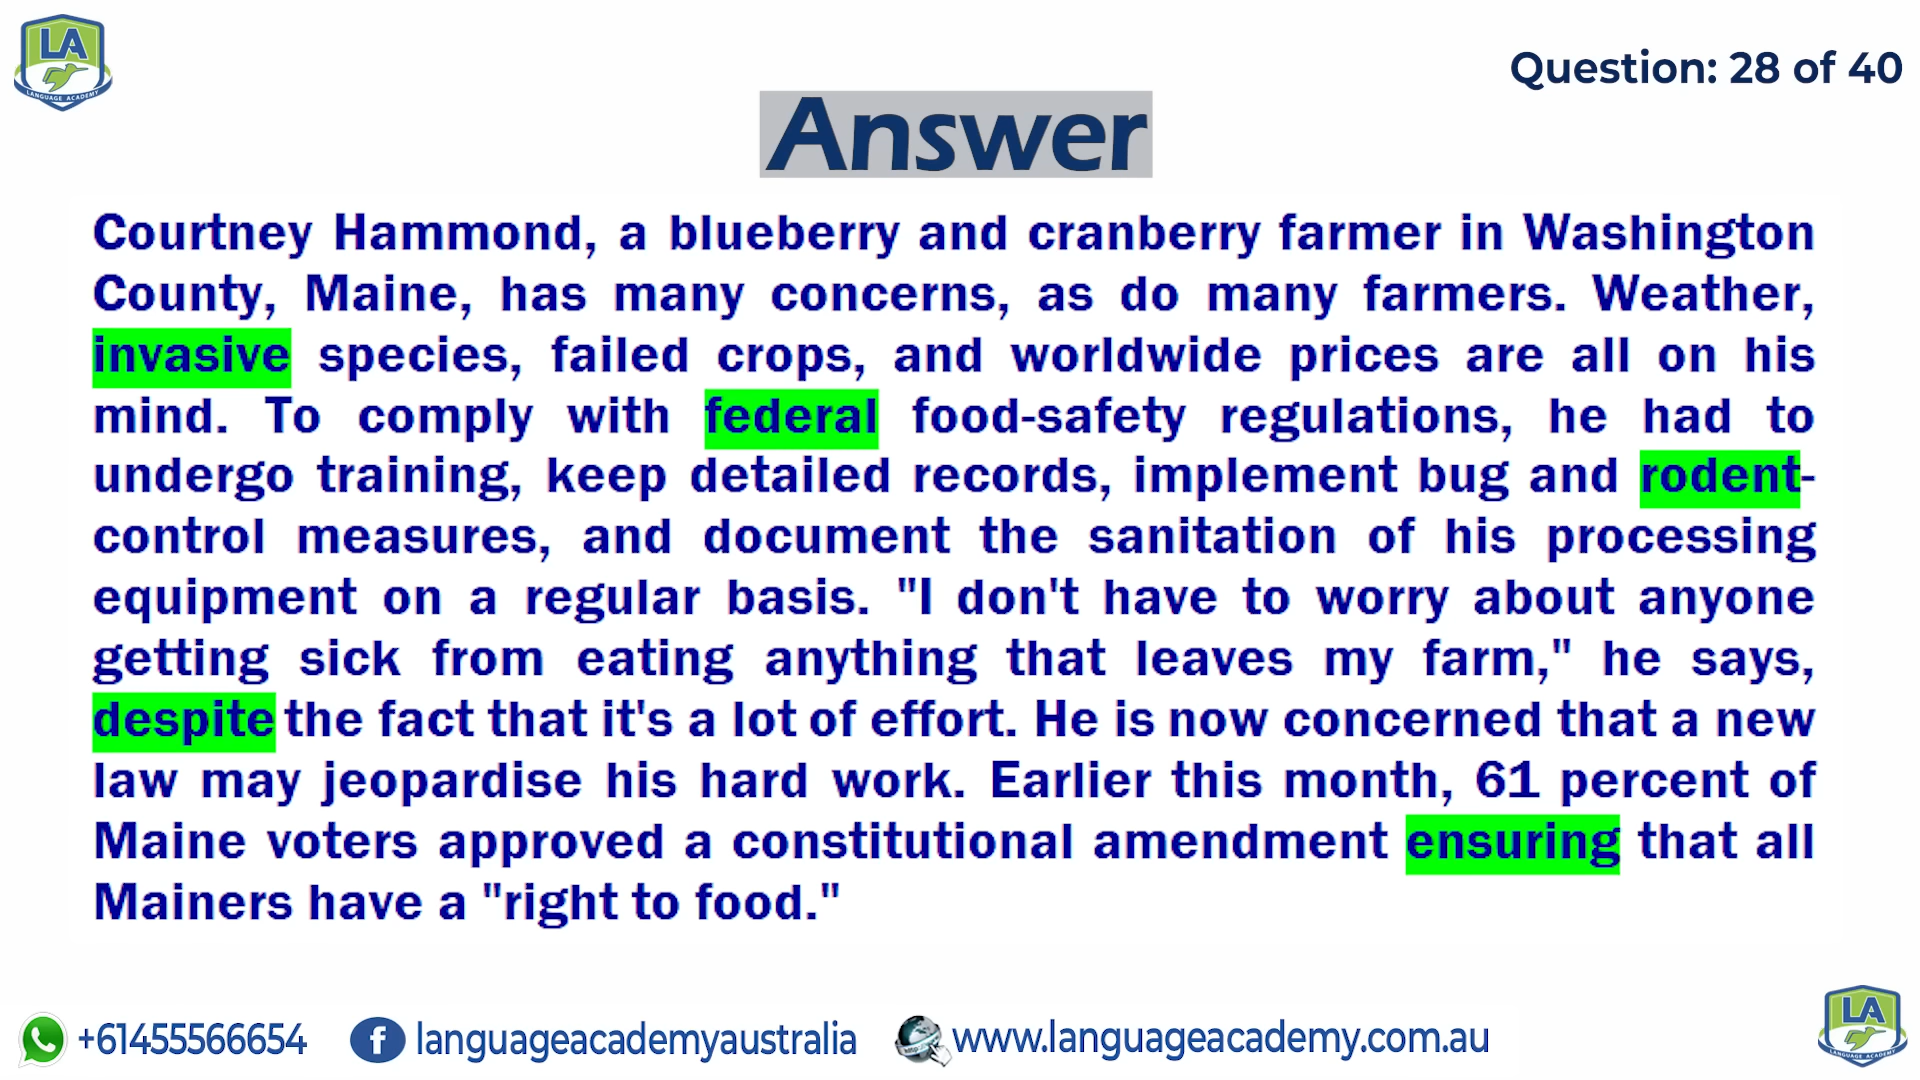 LA
LANGUAGE ACADEMY
Question: 28 of 40
Answer
Courtney Hammond, a blueberry and cranberry farmer in Washington
County, Maine, has many concerns, as do many farmers. Weather,
invasive species, failed crops, and worldwide prices are all on his
mind. To comply with federal food-safety regulations, he had to
undergo training, keep detailed records, implement bug and rodent-
control measures, and document the sanitation of his processing
equipment on a regular basis. "I don't have to worry about anyone
getting sick from eating anything that leaves my farm," he says,
despite the fact that it's a lot of effort. He is now concerned that a new
law may jeopardise his hard work. Earlier this month, 61 percent of
Maine voters approved a constitutional amendment ensuring that all
Mainers have a "right to food."
+61455566654 languageacademyaustralia www.languageacademy.com.au
LA
LANGUAGE ACADEMY